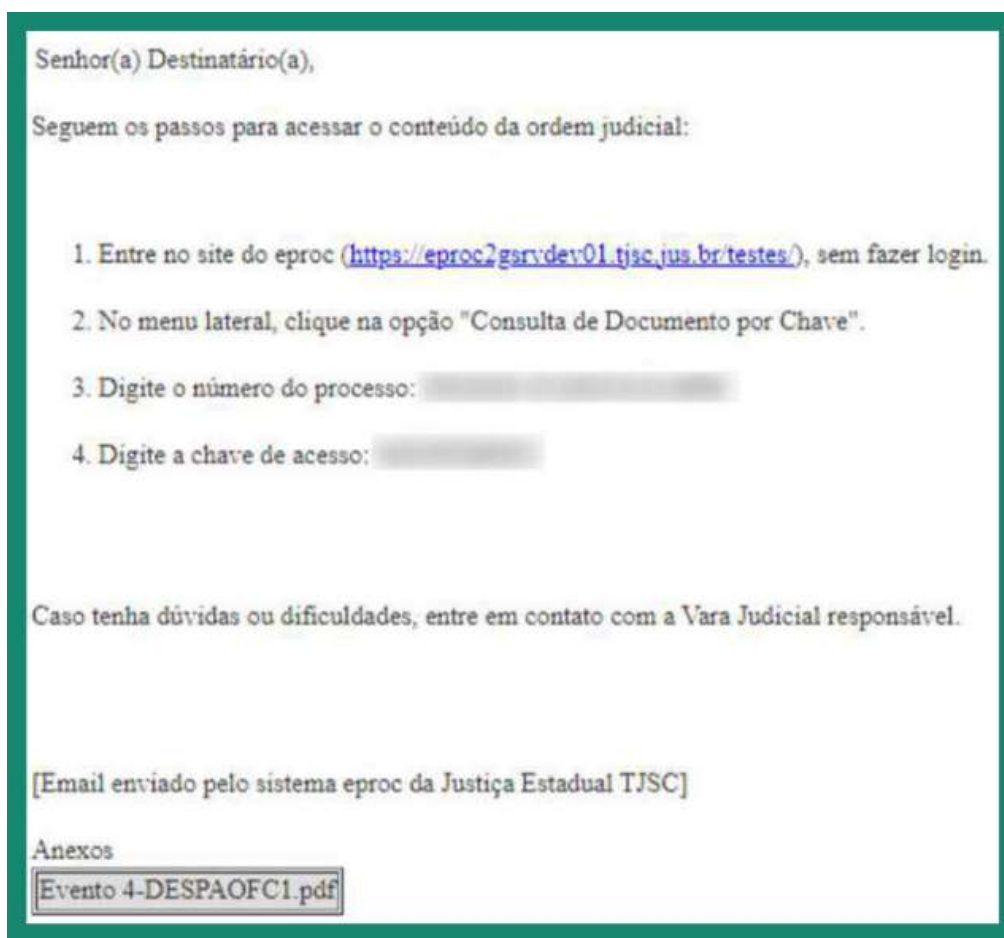 Senhor(a) Destinatário(a),
Seguem os passos para acessar o conteúdo da ordem judicial:
1. Entre no site do eproc (https://eproc2gsrvdev01.tjsc.jus.br/testes/), sem fazer login.
2. No menu lateral, clique na opção "Consulta de Documento por Chave".
3. Digite o número do processo:
4. Digite a chave de acesso:
Caso tenha dúvidas ou dificuldades, entre em contato com a Vara Judicial responsável.
[Email enviado pelo sistema eproc da Justiça Estadual TJSC]
Anexos
Evento 4-DESPAOFC1.pdf